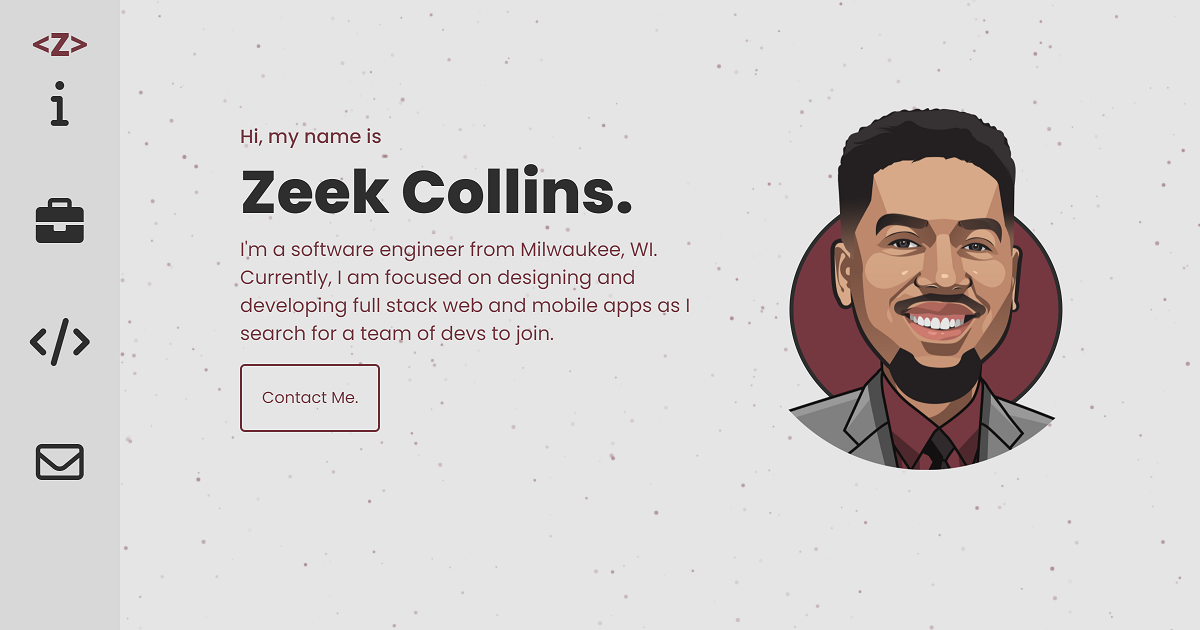 <Z>
Hi, my name is
Zeek Collins.
I'm a software engineer from Milwaukee, WI.
Currently, I am focused on designing and
developing full stack web and mobile apps as I
search for a team of devs to join.
Contact Me.